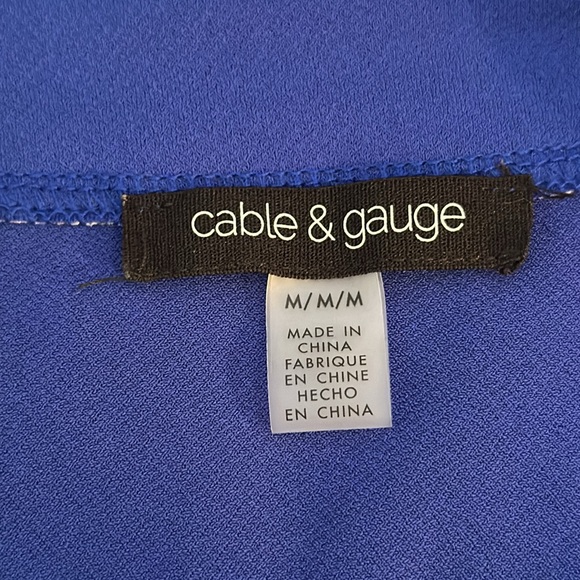 cable & gauge
M/M/M
MADE IN
CHINA
FABRIQUE
EN CHINE
HECHO
EN CHINA